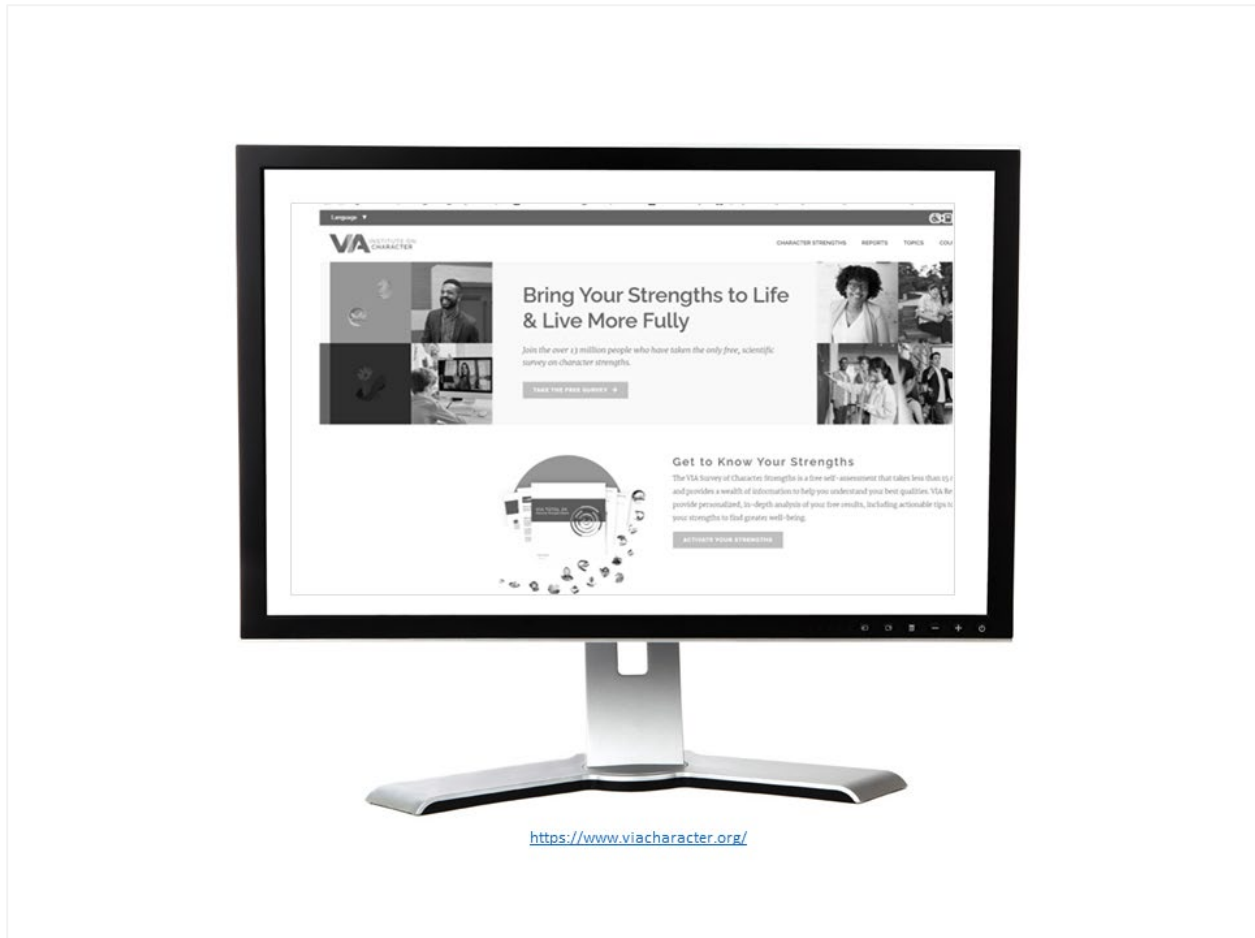 Language ▼
VIA INSTITUTE ON
CHARACTER
CHARACTER STRENGTHS REPORTS TOPICS COU
Bring Your Strengths to Life
& Live More Fully
Join the over 13 million people who have taken the only free, scientific
survey on character strengths.
TAKE THE FREE SURVEY →
Get to Know Your Strengths
The VIA Survey of Character Strengths is a free self-assessment that takes less than 15
and provides a wealth of information to help you understand your best qualities. VIA Re
provide personalized, in-depth analysis of your free results, including actionable tips to
your strengths to find greater well-being.
VIA TOTAL 24
ACTIVATE YOUR STRENGTHS
https://www.viacharacter.org/